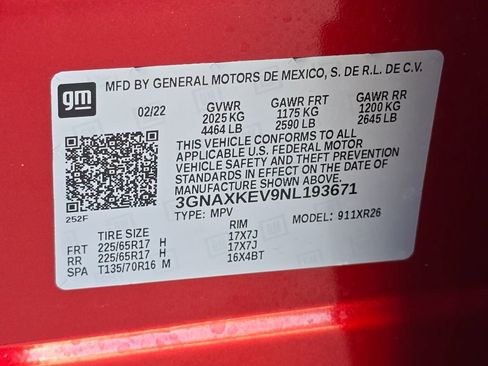 gm
MFD BY GENERAL MOTORS DE MEXICO, S. DE R.L. DE C.V.
02/22 GVWR GAWR FRT GAWR RR
2025 KG 1175 KG 1200 KG
4464 LB 2590 LB 2645 LB
THIS VEHICLE CONFORMS TO ALL
APPLICABLE U.S. FEDERAL MOTOR
VEHICLE SAFETY AND THEFT PREVENTION
STANDARDS IN EFFECT ON THE DATE OF
MANUFACTURE SHOWN ABOVE.
3GNAXKEV9NL193671
252F
TYPE: MPV MODEL: 911XR26
TIRE SIZE RIM
FRT 225/65R17 H 17X7J
RR 225/65R17 H 17X7J
SPA T135/70R16 M 16X4BT